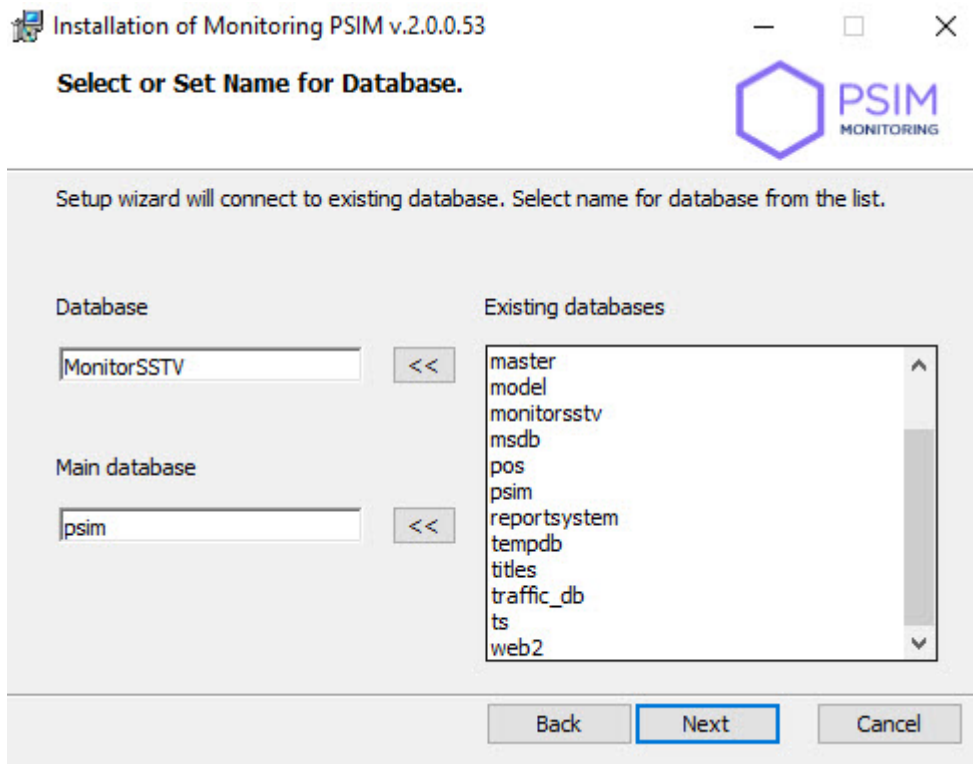 Installation of Monitoring PSIM v.2.0.0.53
Select or Set Name for Database.
PSIM
MONITORING
Setup wizard will connect to existing database. Select name for database from the list.
Database
MonitorSSTV
<<
Main database
psim
<<
Existing databases
master
model
monitorsstv
msdb
pos
psim
reportsystem
tempdb
titles
traffic_db
ts
web2
Back
Next
Cancel